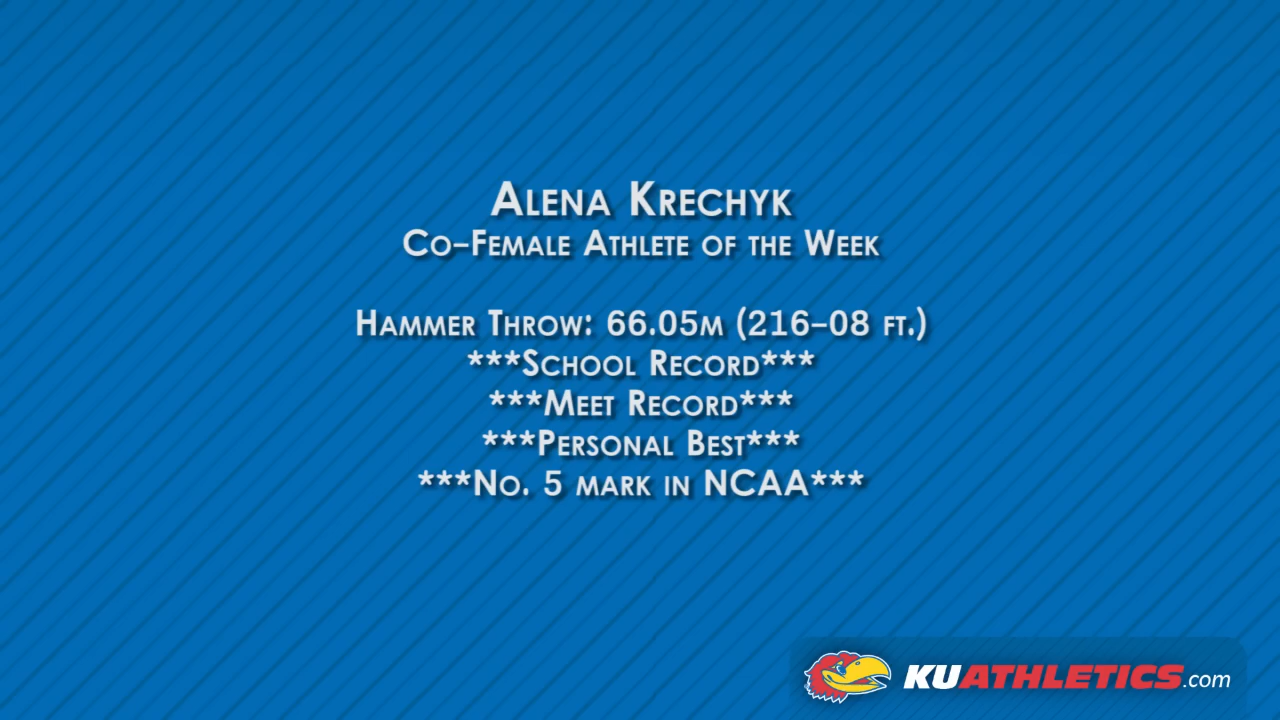 Alena Krechyk
Co-Female Athlete of the Week
Hammer Throw: 66.05m (216-08 ft.)
***School Record***
***Meet Record***
***Personal Best***
***No. 5 mark in NCAA***
KUATHLETICS.com